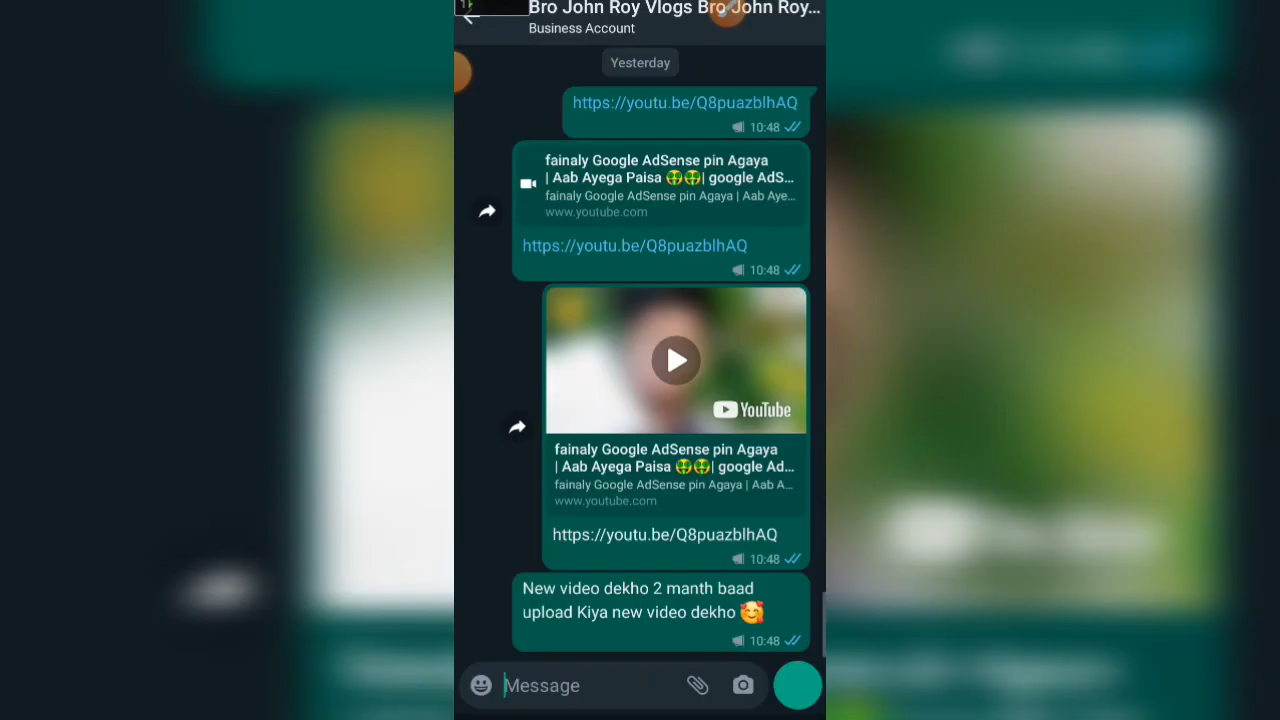 Bro John Roy Vlogs Bro John Roy...
Business Account
Yesterday
https://youtu.be/Q8puazblhAQ
10:48
fainaly Google AdSense pin Agaya
| Aab Ayega Paisa 🤑🤑| google AdS...
fainaly Google AdSense pin Agaya | Aab Aye...
www.youtube.com
https://youtu.be/Q8puazblhAQ
10:48
YouTube
fainaly Google AdSense pin Agaya
| Aab Ayega Paisa 🤑🤑| google Ad...
fainaly Google AdSense pin Agaya | Aab A...
www.youtube.com
https://youtu.be/Q8puazblhAQ
10:48
New video dekho 2 manth baad
upload Kiya new video dekho 🥰
10:48
Message